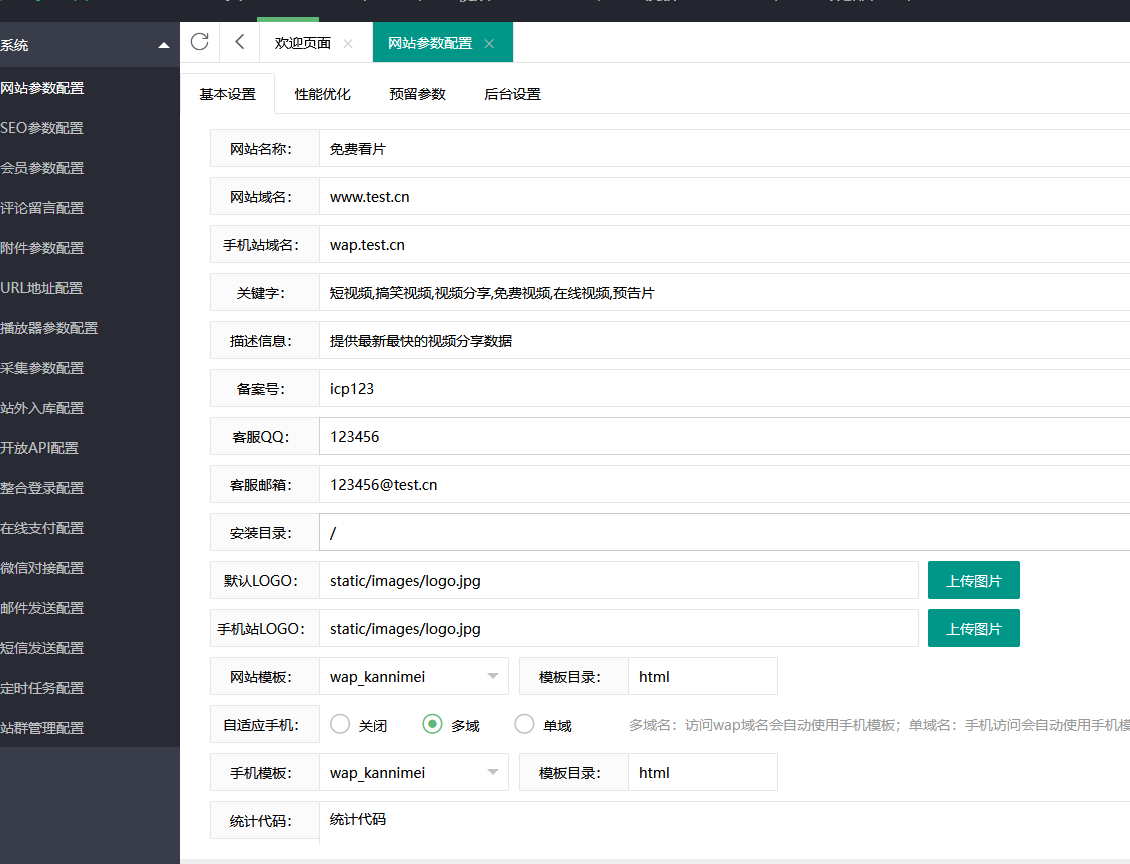 系统
网站参数配置
SEO参数配置
会员参数配置
评论留言配置
附件参数配置
URL地址配置
播放器参数配置
采集参数配置
站外入库配置
开放API配置
整合登录配置
在线支付配置
微信对接配置
邮件发送配置
短信发送配置
定时任务配置
站群管理配置
欢迎页面 网站参数配置
基本设置 性能优化 预留参数 后台设置
网站名称： 免费看片
网站域名： www.test.cn
手机站域名： wap.test.cn
关键字： 短视频,搞笑视频,视频分享,免费视频,在线视频,预告片
描述信息： 提供最新最快的视频分享数据
备案号： icp123
客服QQ： 123456
客服邮箱： 123456@test.cn
安装目录： /
默认LOGO： static/images/logo.jpg 上传图片
手机站LOGO： static/images/logo.jpg 上传图片
网站模板： wap_kannimei 模板目录： html
自适应手机： 关闭 多域 单域 多域名：访问wap域名会自动使用手机模板；单域名：手机访问会自动使用手机模
手机模板： wap_kannimei 模板目录： html
统计代码： 统计代码